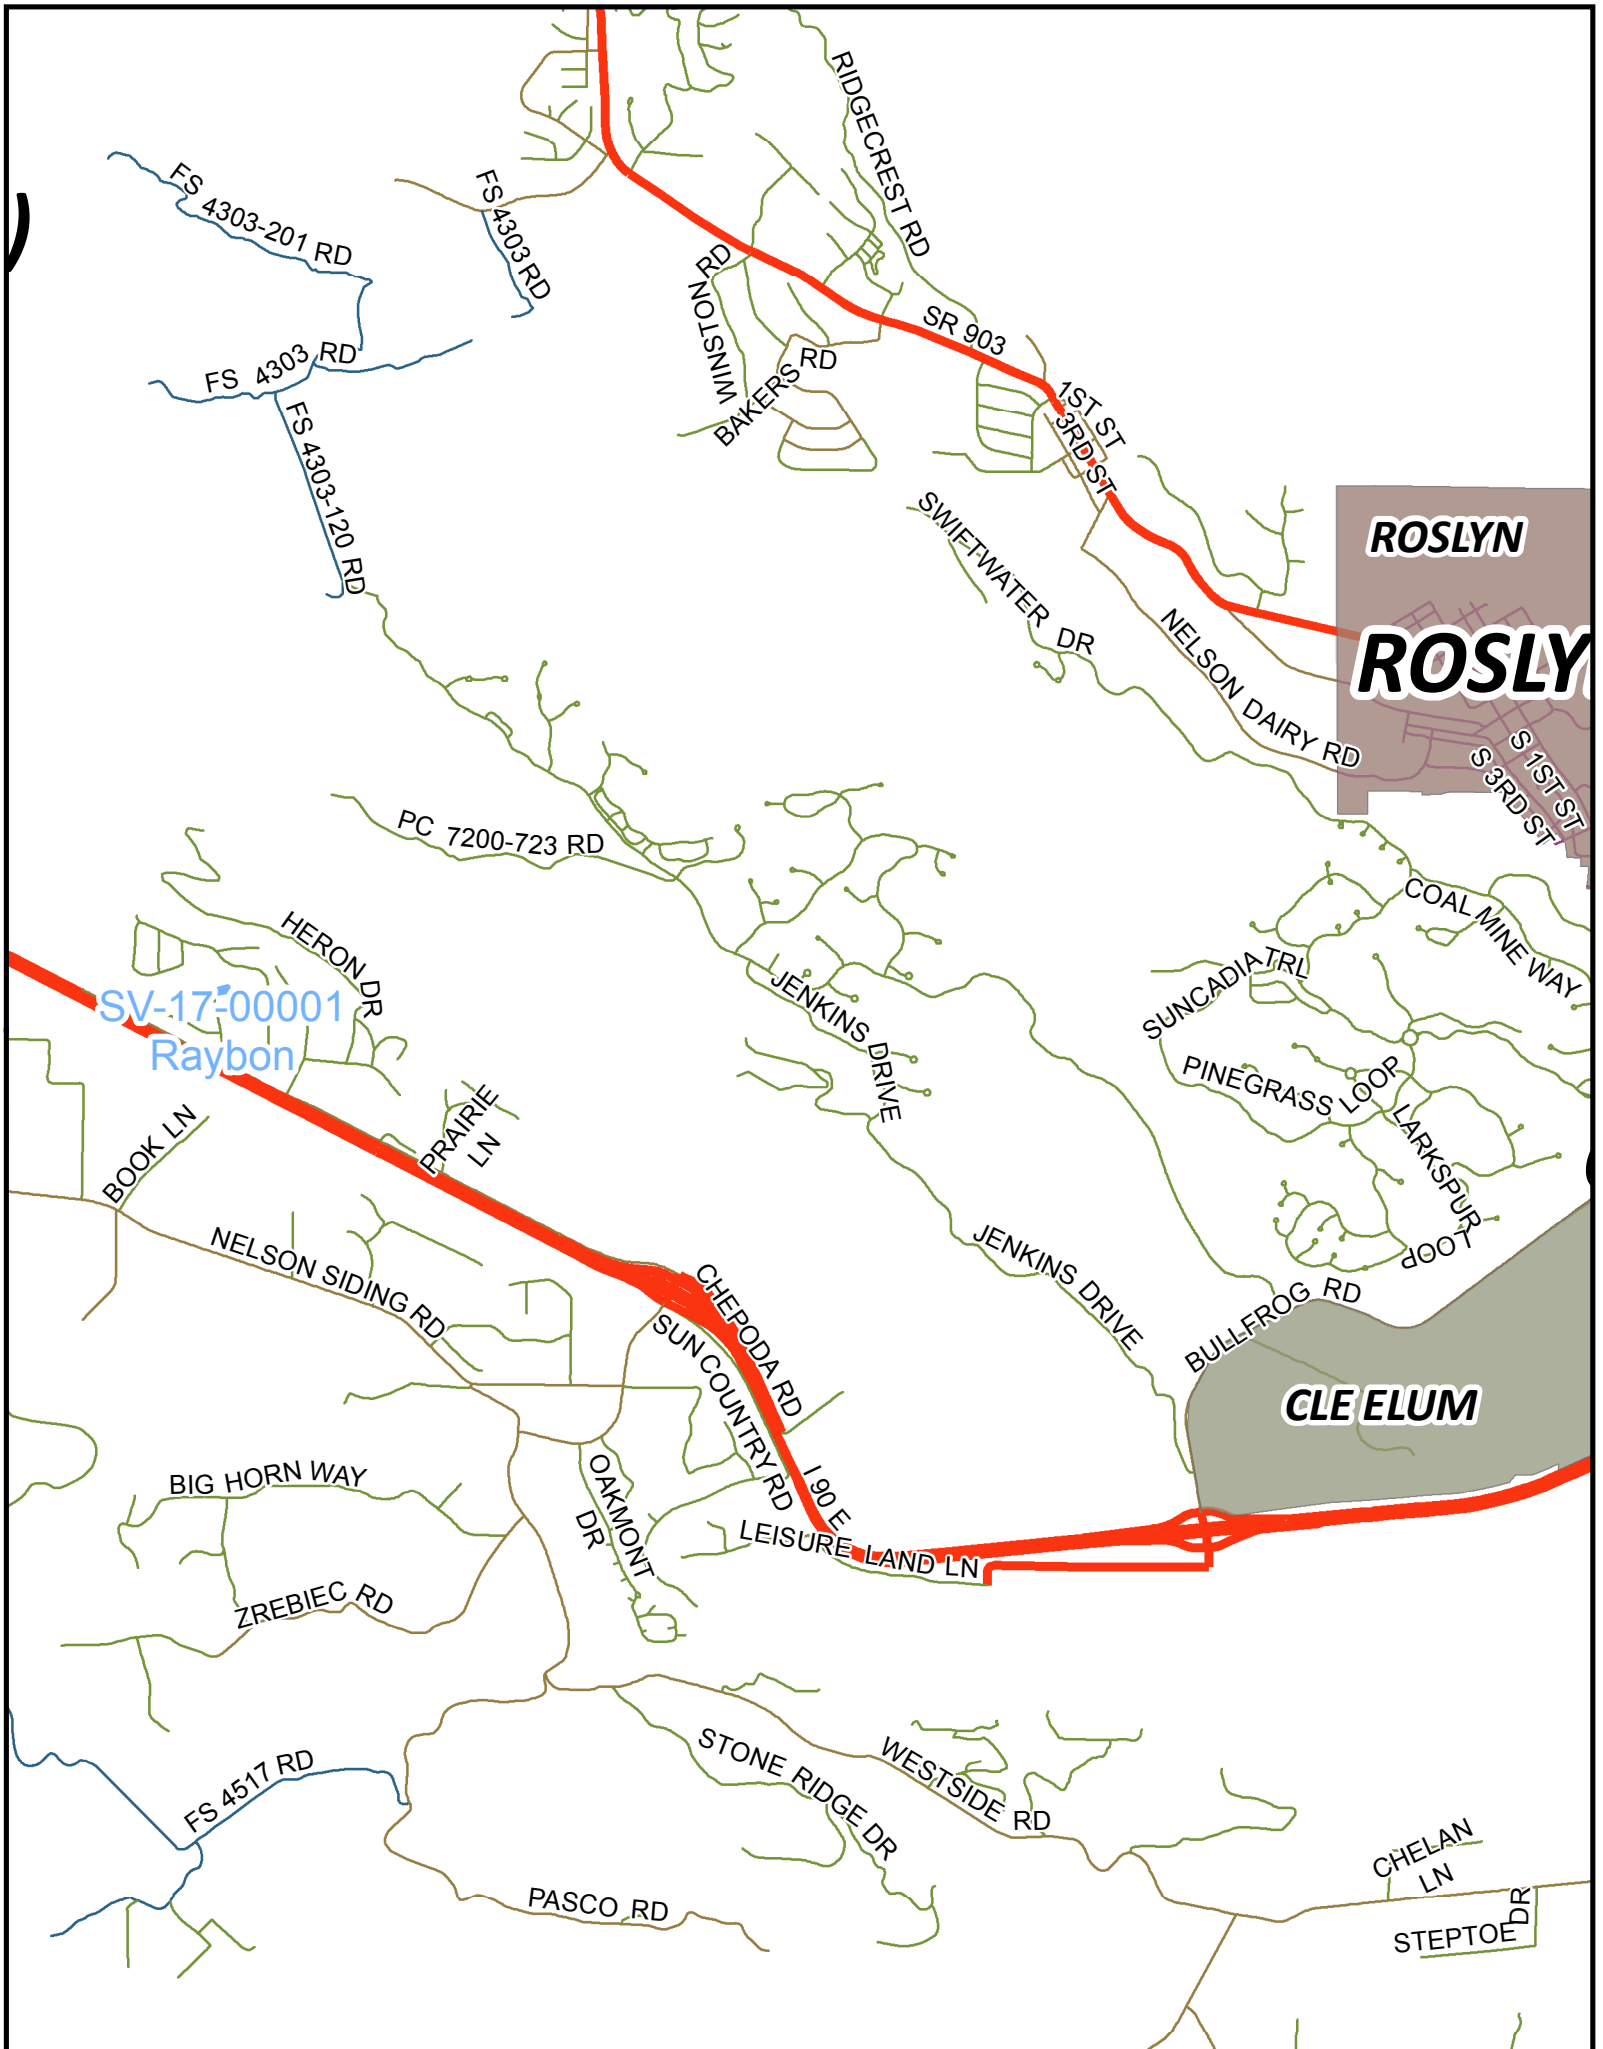 RIDGECREST RD
FS 4303-201 RD
FS 4303 RD
WINSTON RD
SR 903
FS 4303 RD
BAKERS RD
1ST ST
3RD ST
FS 4303-120 RD
SWIFTWATER DR
ROSLYN
ROSLY
NELSON DAIRY RD
S 1ST ST
S 3RD ST
PC 7200-723 RD
HERON DR
COAL MINE WAY
SUNCADIA TRL
SV-17-00001
Raybon
JENKINS DRIVE
PINEGRASS LOOP
PRAIRIE
LN
BOOK LN
LARKSPUR LOOP
NELSON SIDING RD
JENKINS DRIVE
CHEPODA RD
BULLFROG RD
SUN COUNTRY RD
CLE ELUM
BIG HORN WAY
OAKMONT
DR
I 90 E
LEISURE LAND LN
ZREBIEC RD
STONE RIDGE DR
WESTSIDE RD
FS 4517 RD
CHELAN
LN
PASCO RD
STEPTOE DR